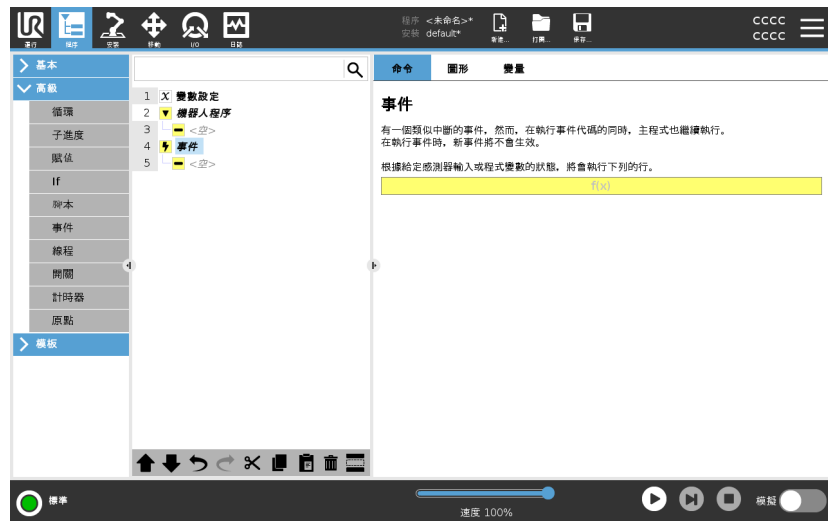 UR
運行
程序
安裝
移動
I/O
日誌
程序 <未命名>*
安裝 default*
新建...
打開...
保存...
cccc
cccc
基本
高級
循環
子進度
賦值
If
腳本
事件
線程
開關
計時器
原點
模板
1 X 變數設定
2 機器人程序
3 <空>
4 事件
5 <空>
命令 圖形 變量
事件
有一個類似中斷的事件。然而，在執行事件代碼的同時，主程式也繼續執行。
在執行事件時，新事件將不會生效。
根據給定感測器輸入或程式變數的狀態，將會執行下列的行。
f(x)
標準
速度 100%
模擬